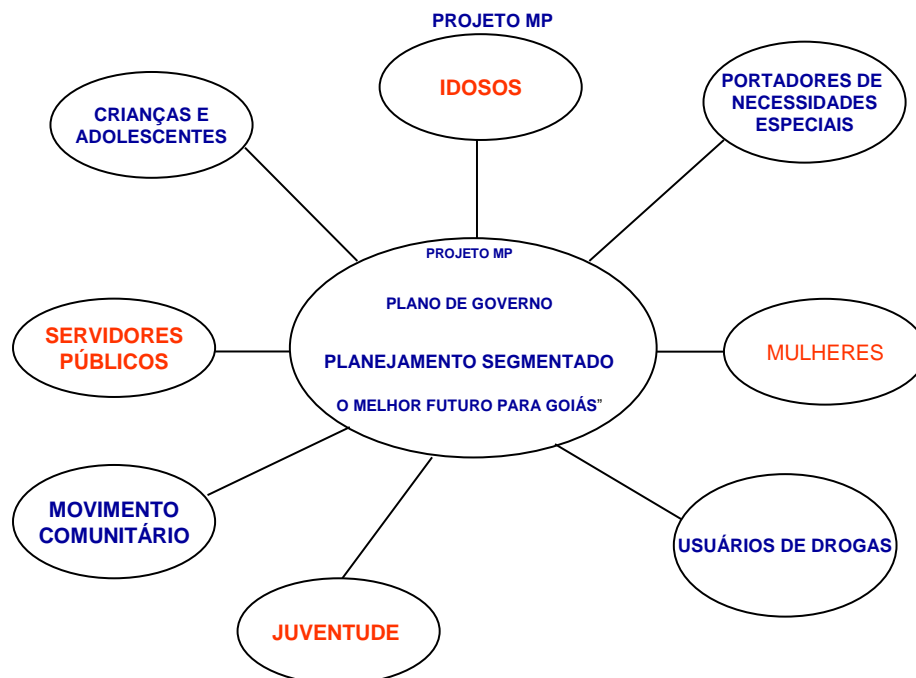 PROJETO MP
IDOSOS
CRIANÇAS E
ADOLESCENTES
PORTADORES DE
NECESSIDADES
ESPECIAIS
PROJETO MP
PLANO DE GOVERNO
PLANEJAMENTO SEGMENTADO
O MELHOR FUTURO PARA GOIÁS”
SERVIDORES
PÚBLICOS
MULHERES
MOVIMENTO
COMUNITÁRIO
USUÁRIOS DE DROGAS
JUVENTUDE